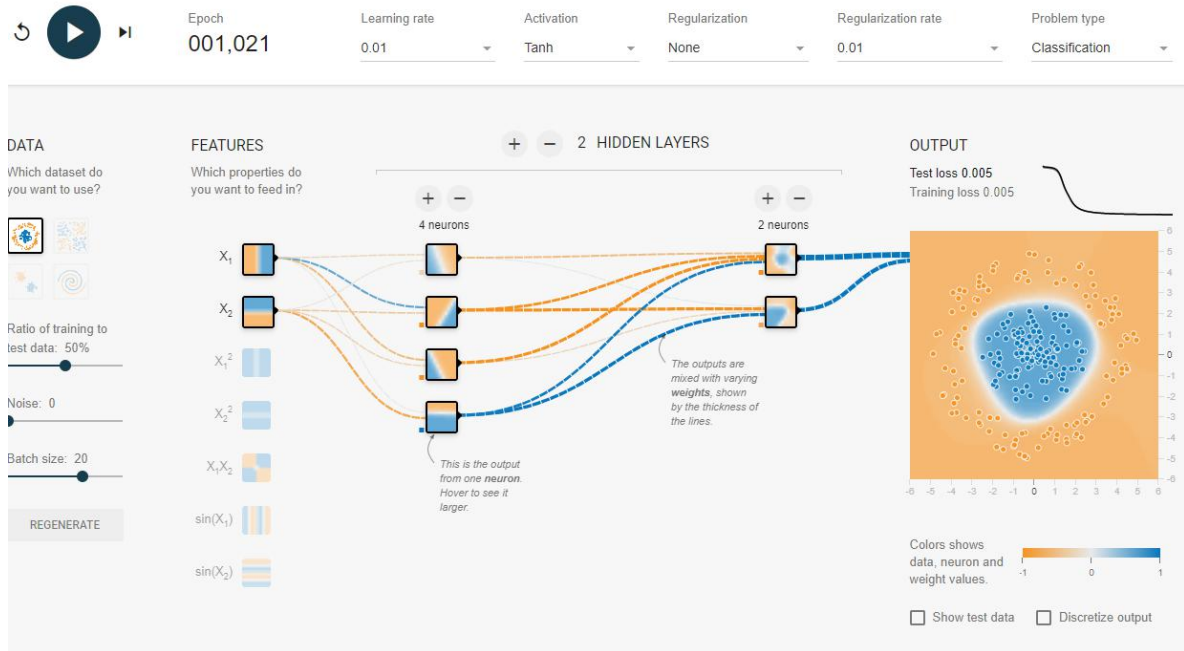 Epoch
001,021
Learning rate
0.01
Activation
Tanh
Regularization
None
Regularization rate
0.01
Problem type
Classification
DATA
Which dataset do
you want to use?
Ratio of training to
test data: 50%
Noise: 0
Batch size: 20
REGENERATE
FEATURES
Which properties do
you want to feed in?
X₁
X₂
X₁²
X₂²
X₁X₂
sin(X₁)
sin(X₂)
+ − 2 HIDDEN LAYERS
+ −
4 neurons
+ −
2 neurons
This is the output
from one neuron.
Hover to see it
larger.
The outputs are
mixed with varying
weights, shown
by the thickness of
the lines.
OUTPUT
Test loss 0.005
Training loss 0.005
6
5
4
3
2
1
0
-1
-2
-3
-4
-5
-6
-6 -5 -4 -3 -2 -1 0 1 2 3 4 5 6
Colors shows
data, neuron and
weight values.
-1 0 1
Show test data
Discretize output